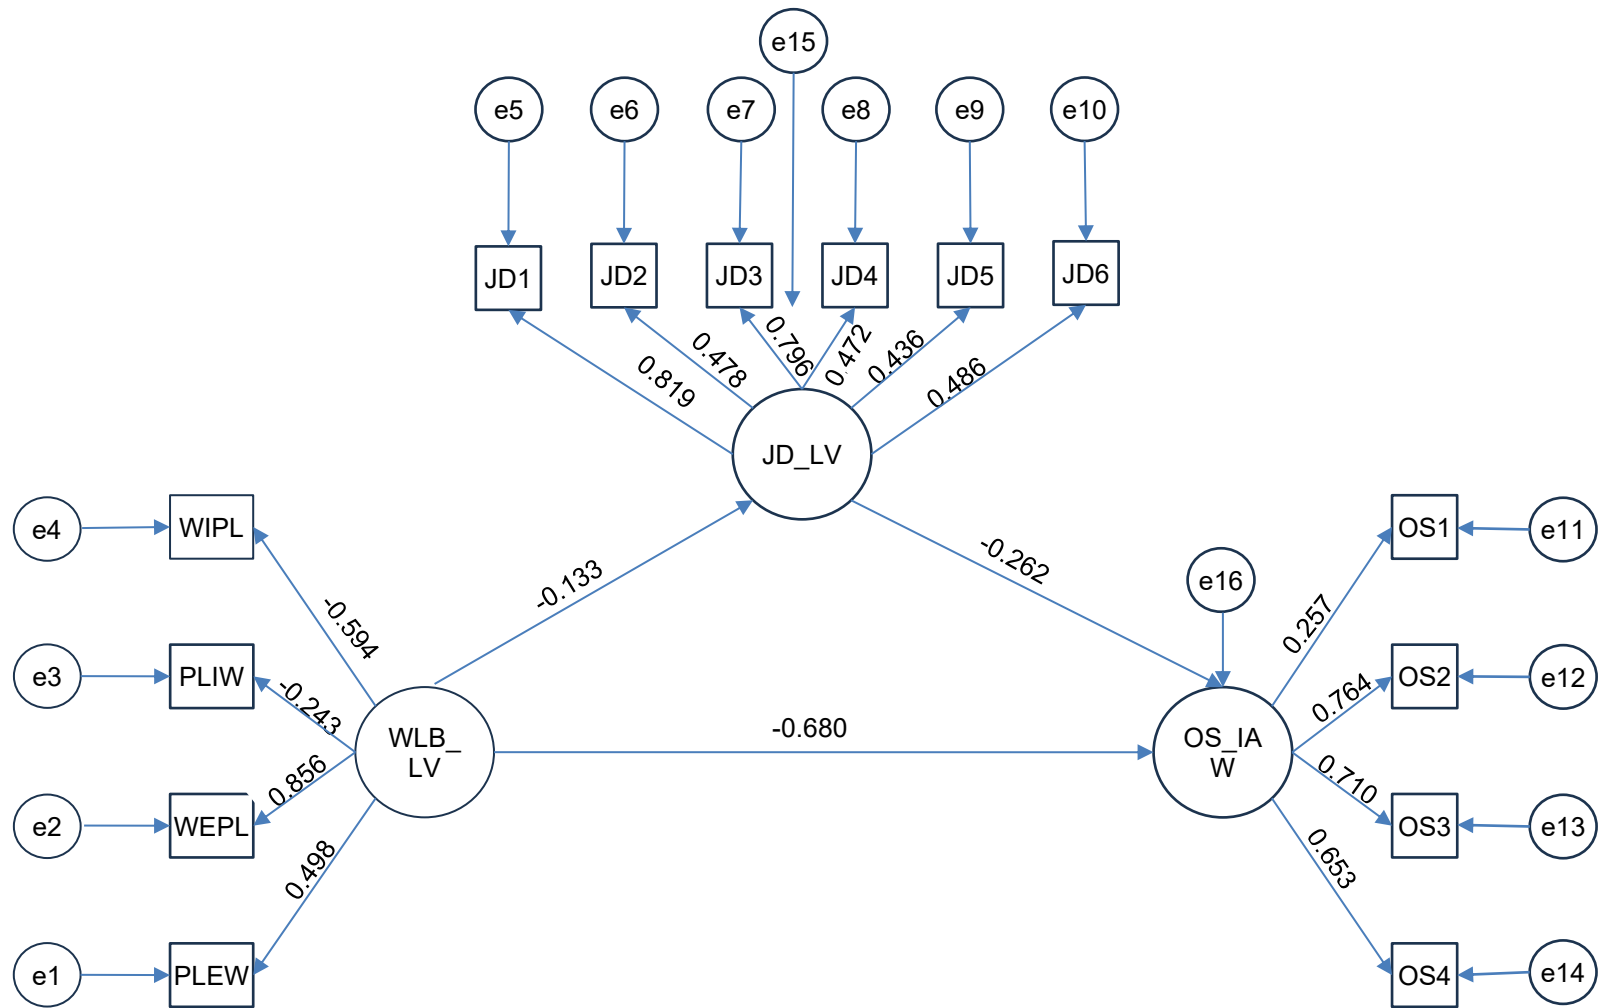 e15
e5
e6
e7
e8
e9
e10
JD1
JD2
JD3
JD4
JD5
JD6
0.819
0.478
0.796
0.472
0.436
0.486
JD_LV
e4
WIPL
-0.594
-0.133
-0.262
e16
0.257
OS1
e11
e3
PLIW
-0.243
WLB_
LV
-0.680
OS_IA
W
0.764
OS2
e12
e2
WEPL
0.856
0.710
OS3
e13
e1
PLEW
0.498
0.653
OS4
e14